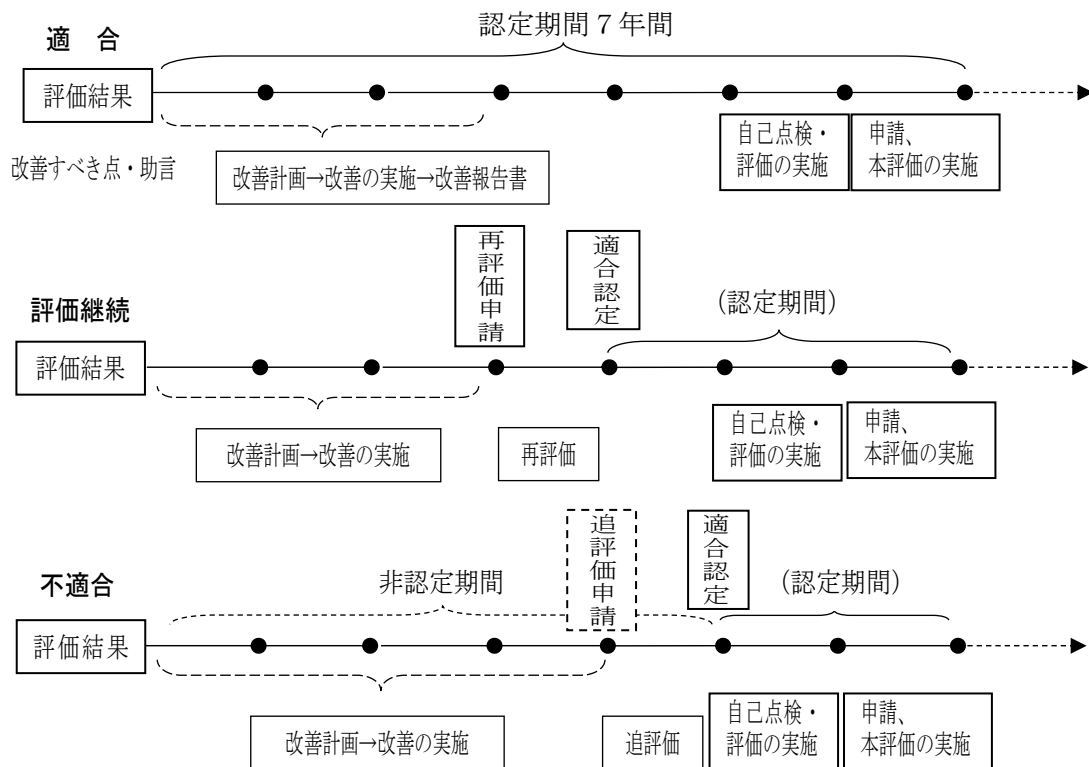 適　合
認定期間７年間
評価結果
改善すべき点・助言
改善計画→改善の実施→改善報告書
自己点検・
評価の実施
申請、
本評価の実施
評価継続
再評価申請
適合認定
(認定期間)
評価結果
改善計画→改善の実施
再評価
自己点検・
評価の実施
申請、
本評価の実施
不適合
非認定期間
追評価申請
適合認定
(認定期間)
評価結果
改善計画→改善の実施
追評価
自己点検・
評価の実施
申請、
本評価の実施